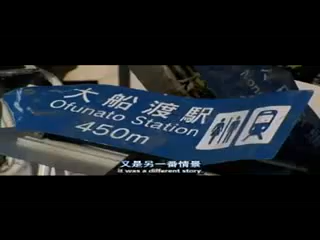 大船渡駅
Ofunato Station
450m
又是另一番情景
it was a different story